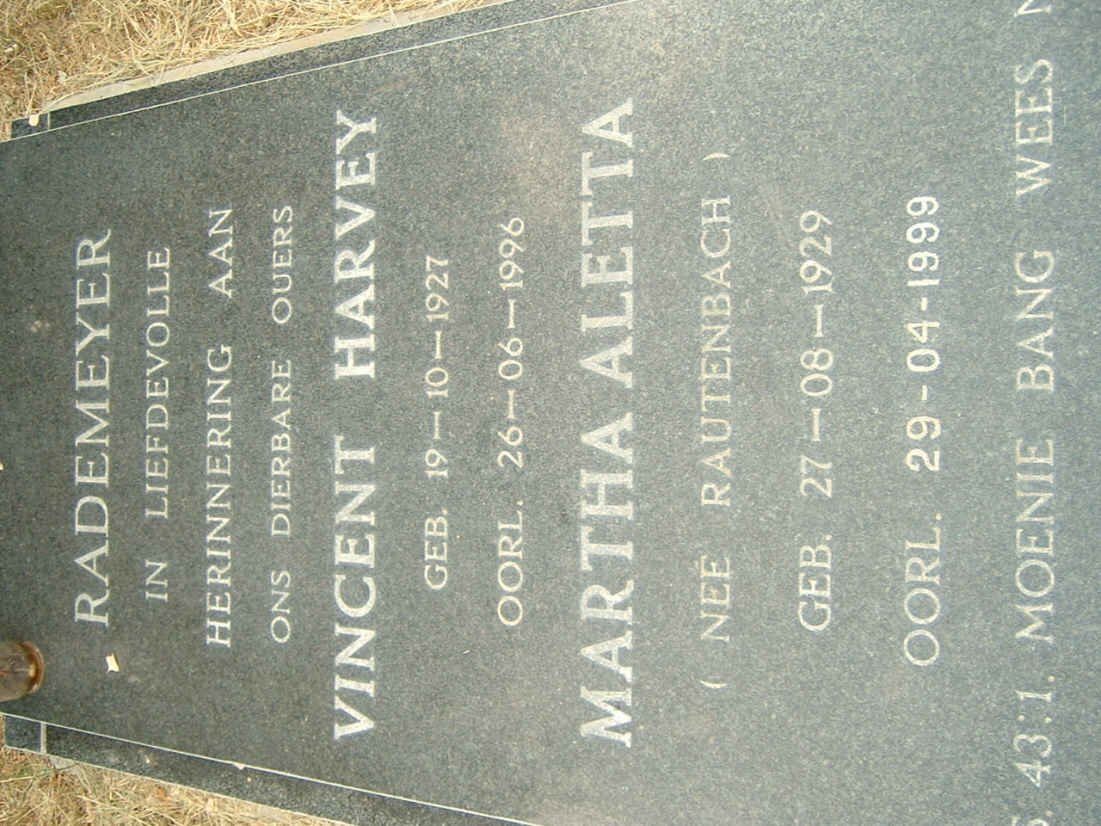 RADEMEYER
IN LIEFDEVOLLE
HERINNERING AAN
ONS DIERBARE OUERS
VINCENT HARVEY
GEB. 19-10-1927
OORL. 26-06-1996
MARTHA ALETTA
( NEÉ RAUTENBACH )
GEB. 27-08-1929
OORL. 29-04-1999
43:1. MOENIE BANG WEES